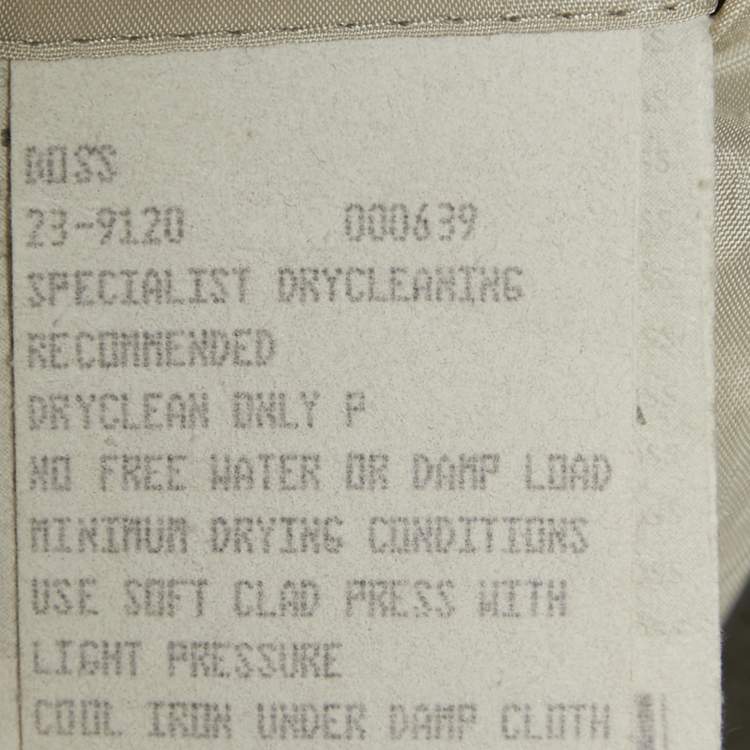 23-9120 000639
SPECIALIST DRYCLEANING
RECOMMENDED
DRYCLEAN ONLY P
NO FREE WATER OR DAMP LOAD
MINIMUM DRYING CONDITIONS
USE SOFT CLAD PRESS WITH
LIGHT PRESSURE
COOL IRON UNDER DAMP CLOTH